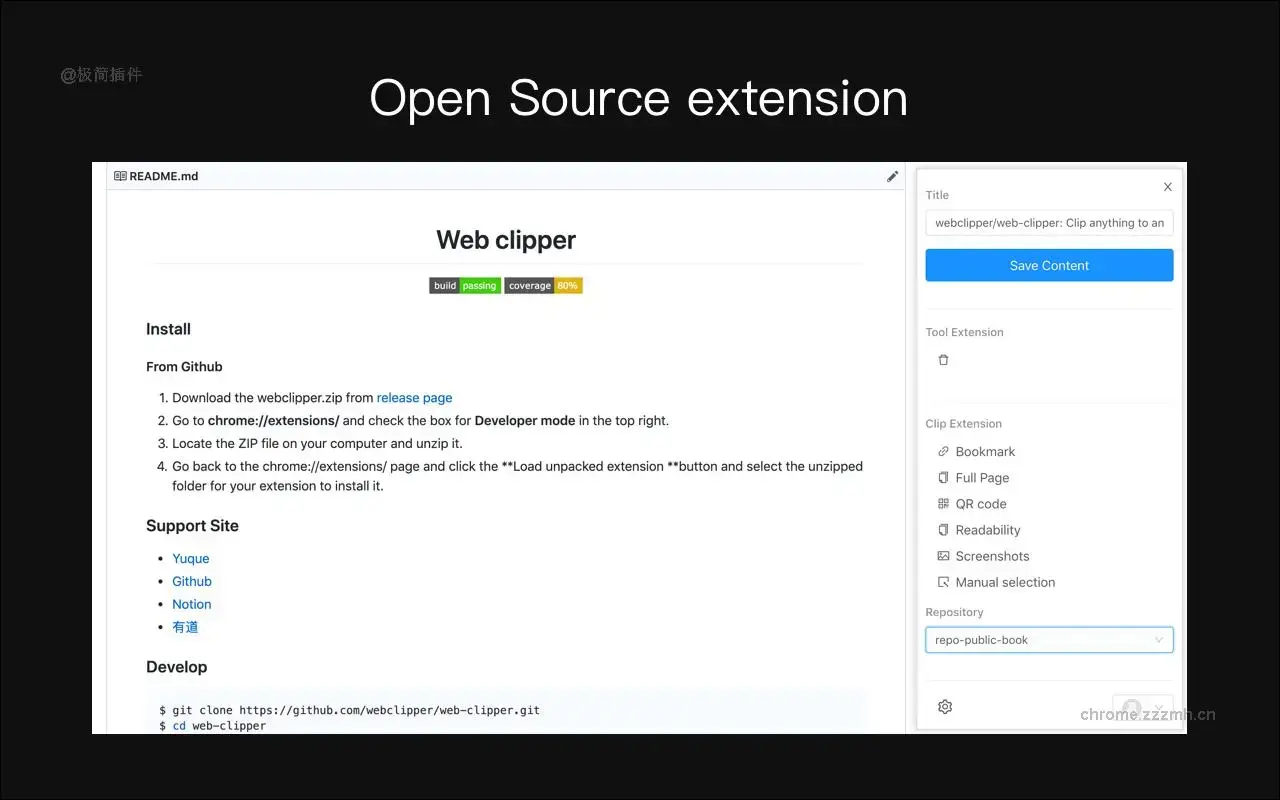 @极简插件
Open Source extension
README.md
Web clipper
build passing coverage 80%
Install
From Github
1. Download the webclipper.zip from release page
2. Go to chrome://extensions/ and check the box for Developer mode in the top right.
3. Locate the ZIP file on your computer and unzip it.
4. Go back to the chrome://extensions/ page and click the **Load unpacked extension **button and select the unzipped
folder for your extension to install it.
Support Site
• Yuque
• Github
• Notion
• 有道
Develop
$ git clone https://github.com/webclipper/web-clipper.git
$ cd web-clipper
X
Title
webclipper/web-clipper: Clip anything to an
Save Content
Tool Extension
Clip Extension
Bookmark
Full Page
QR code
Readability
Screenshots
Manual selection
Repository
repo-public-book
chrome.zzzmh.cn